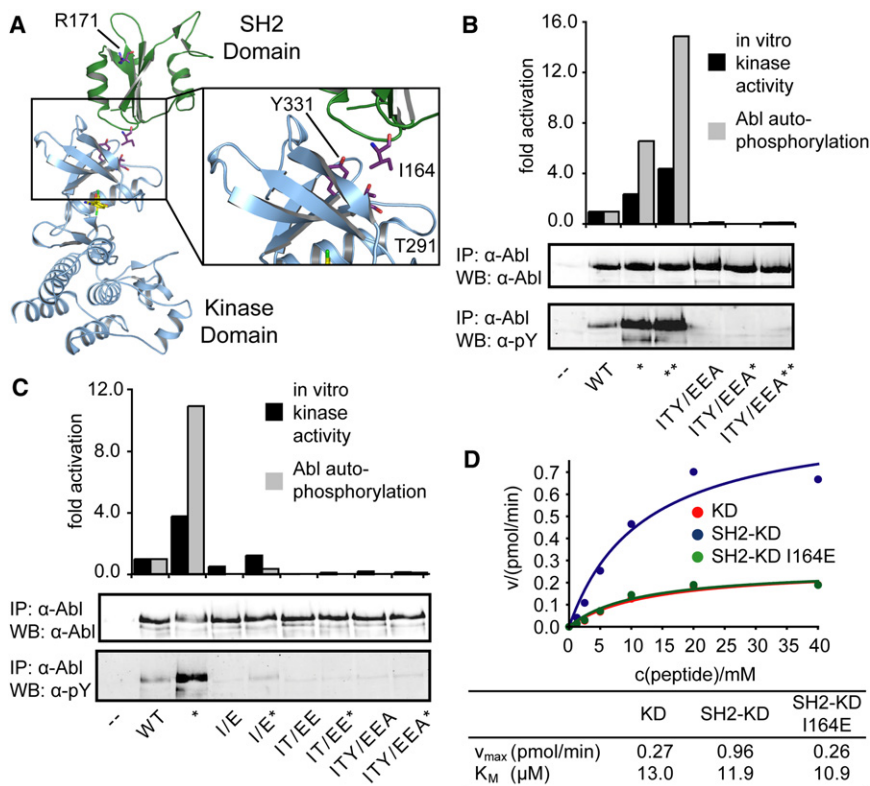 A
R171
SH2
Domain
Y331
I164
T291
Kinase
Domain
B
fold activation
16.0
12.0
8.0
4.0
0.0
in vitro
kinase
activity
Abl auto-
phosphorylation
IP: α-Abl
WB: α-Abl
IP: α-Abl
WB: α-pY
--
WT
*
**
ITY/EEA
ITY/EEA*
ITY/EEA**
C
fold activation
12.0
8.0
4.0
0.0
in vitro
kinase
activity
Abl auto-
phosphorylation
IP: α-Abl
WB: α-Abl
IP: α-Abl
WB: α-pY
--
WT
*
I/E
I/E*
IT/EE
IT/EE*
ITY/EEA
ITY/EEA*
D
v/(pmol/min)
0.7
0.6
0.5
0.4
0.3
0.2
0.1
0.0
KD
SH2-KD
SH2-KD I164E
0 5 10 15 20 25 30 35 40
c(peptide)/mM
KD SH2-KD SH2-KD I164E
vmax (pmol/min) 0.27 0.96 0.26
KM (μM) 13.0 11.9 10.9